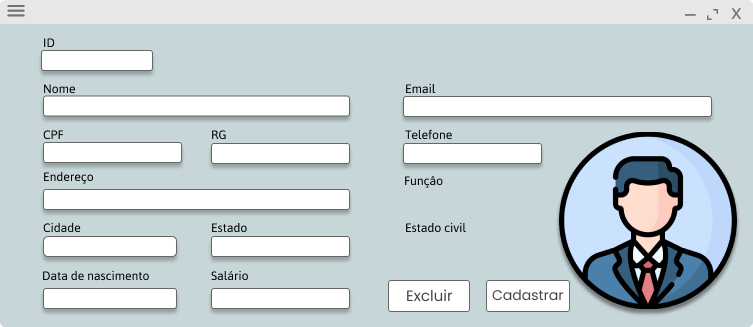 X
ID
Nome
Email
CPF
RG
Telefone
Endereço
Função
Cidade
Estado
Estado civil
Data de nascimento
Salário
Excluir
Cadastrar